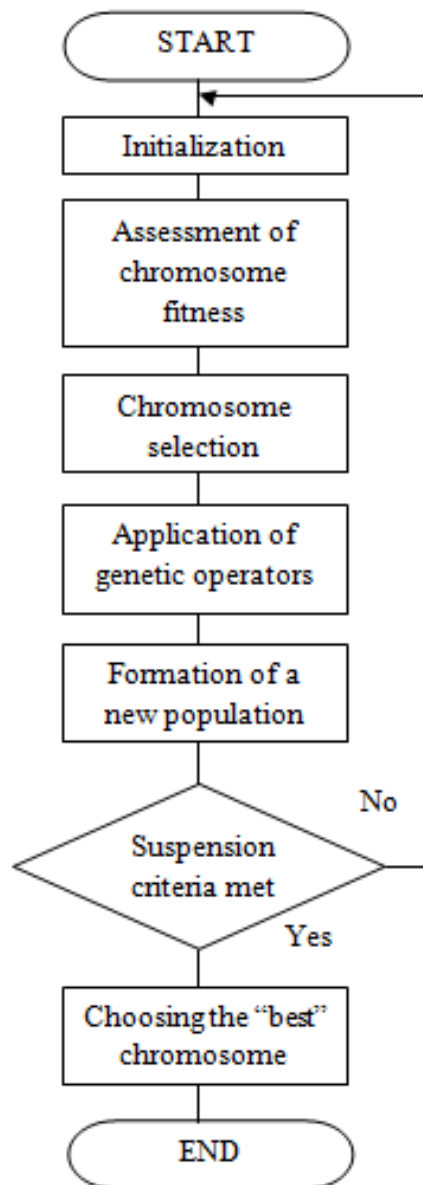 START
Initialization
Assessment of
chromosome
fitness
Chromosome
selection
Application of
genetic operators
Formation of a
new population
No
Suspension
criteria met
Yes
Choosing the “best”
chromosome
END